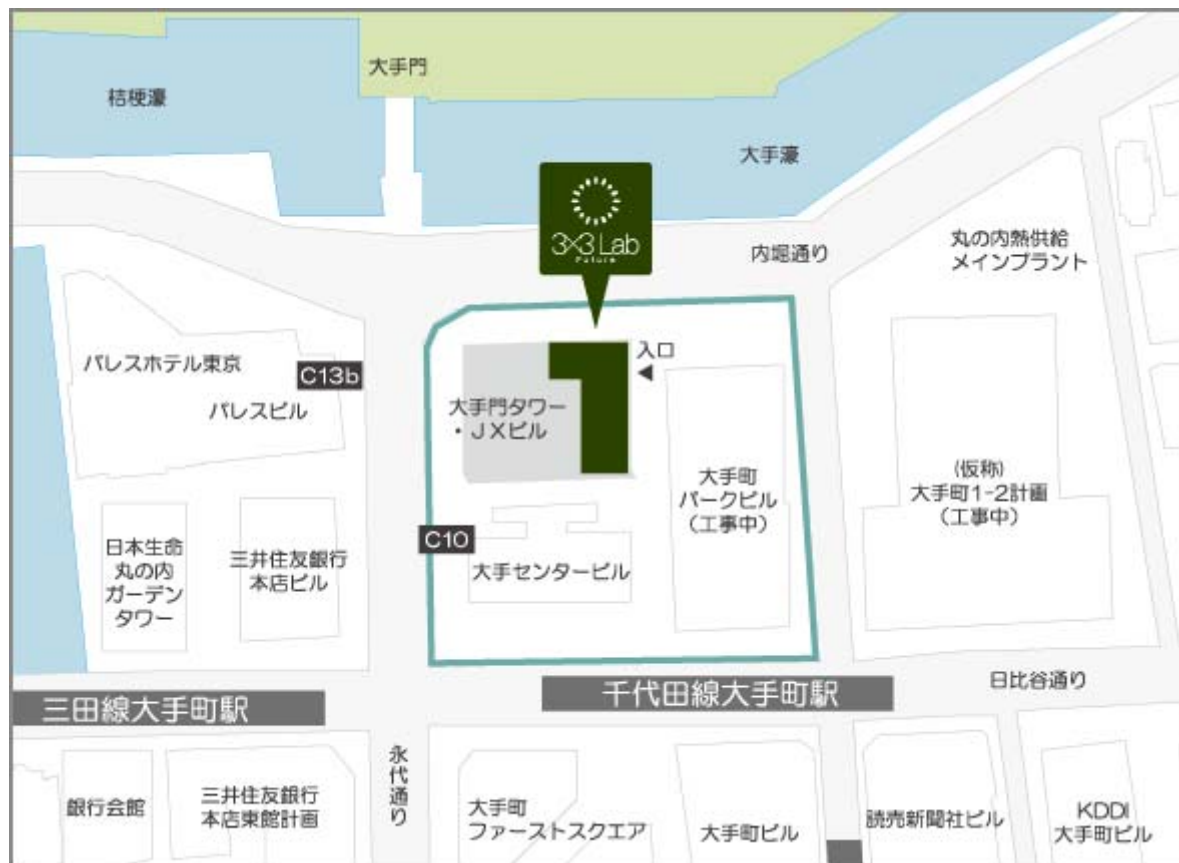 大手門
桔梗濠
大手濠
3×3 Lab
Future
内堀通り
丸の内熱供給
メインプラント
入口
パレスホテル東京
C13b
パレスビル
大手門タワー
・JXビル
大手町
パークビル
(工事中)
(仮称)
大手町1-2計画
(工事中)
C10
日本生命
丸の内
ガーデン
タワー
三井住友銀行
本店ビル
大手センタービル
日比谷通り
三田線大手町駅
千代田線大手町駅
永代通り
銀行会館
三井住友銀行
本店東館計画
大手町
ファーストスクエア
大手町ビル
読売新聞社ビル
KDDI
大手町ビル